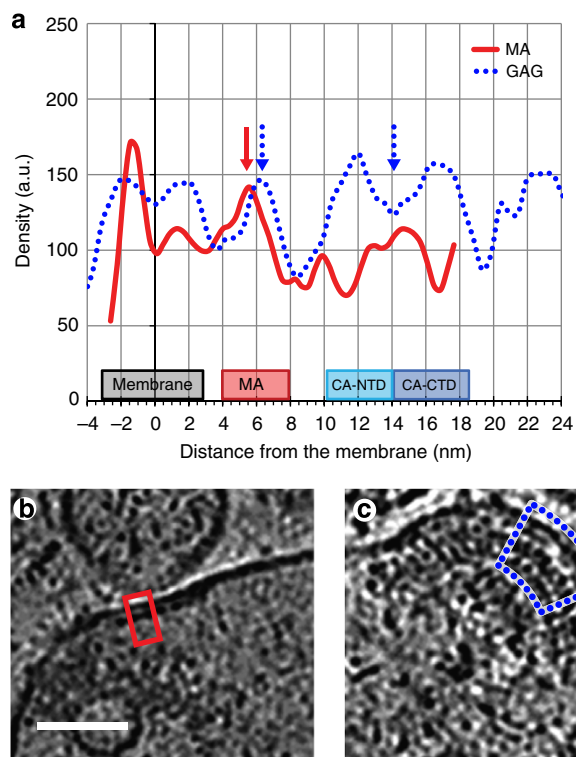 a
250
200
150
100
50
0
Density (a.u.)
MA
GAG
Membrane MA CA-NTD CA-CTD
–4 –2 0 2 4 6 8 10 12 14 16 18 20 22 24
Distance from the membrane (nm)
b c